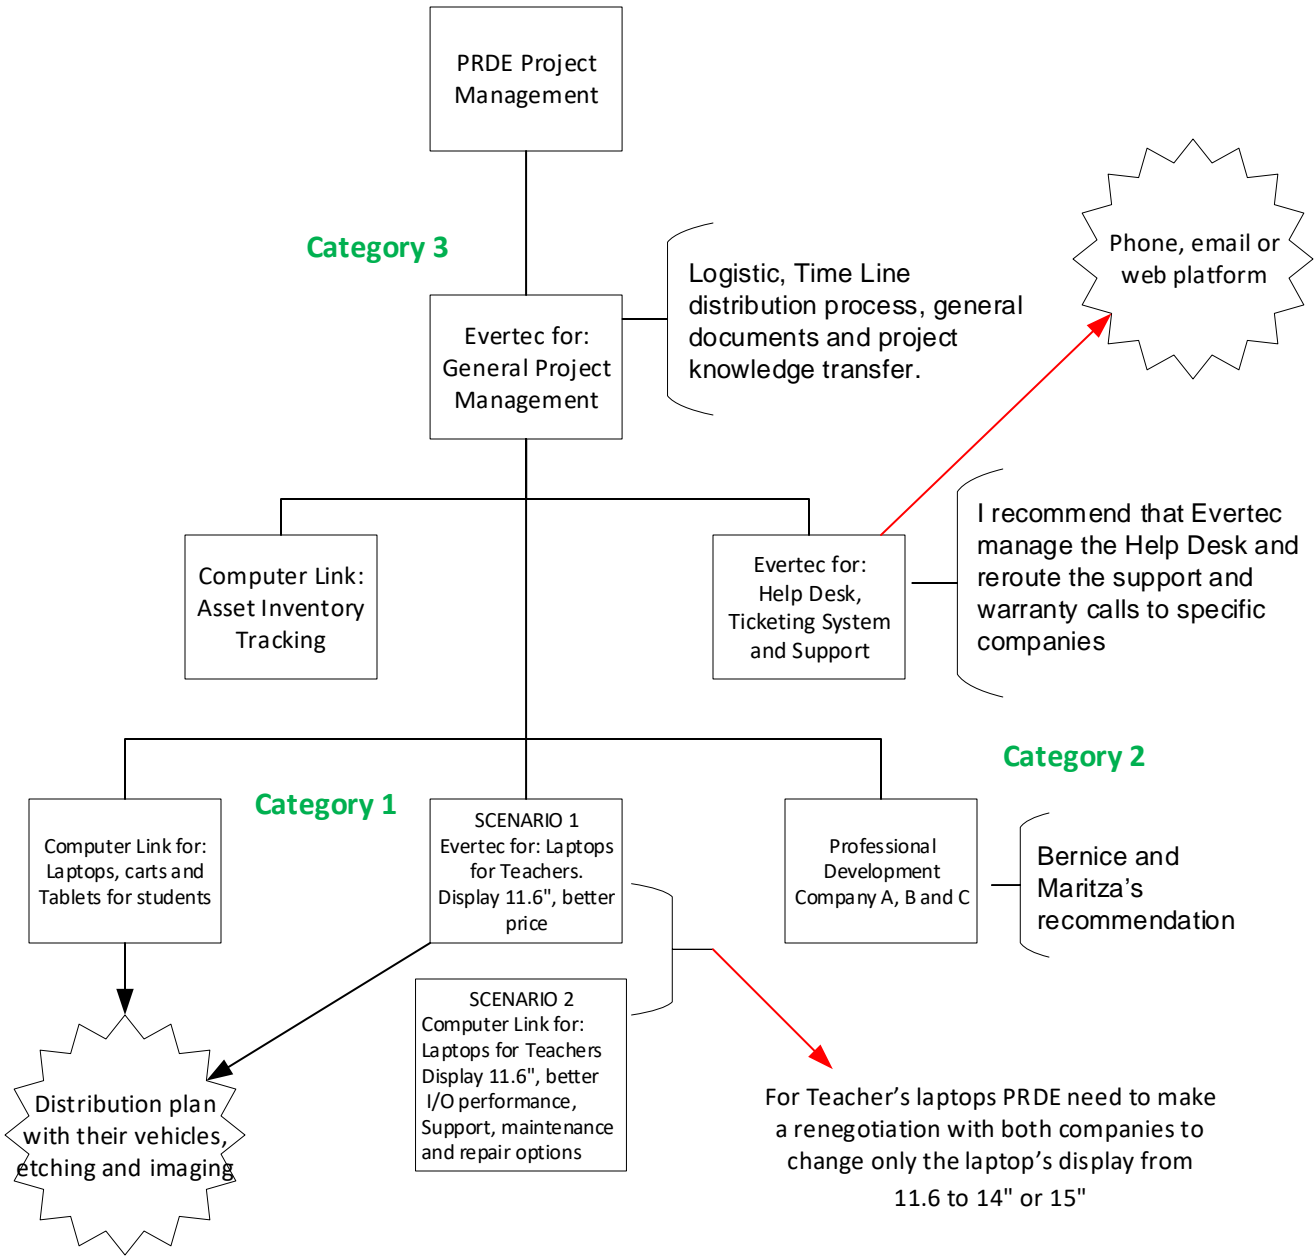 PRDE Project
Management
Category 3
Phone, email or
web platform
Logistic, Time Line
distribution process, general
documents and project
knowledge transfer.
Evertec for:
General Project
Management
I recommend that Evertec
manage the Help Desk and
reroute the support and
warranty calls to specific
companies
Computer Link:
Asset Inventory
Tracking
Evertec for:
Help Desk,
Ticketing System
and Support
Category 2
Category 1
Computer Link for:
Laptops, carts and
Tablets for students
SCENARIO 1
Evertec for: Laptops
for Teachers.
Display 11.6", better
price
Professional
Development
Company A, B and C
Bernice and
Maritza’s
recommendation
SCENARIO 2
Computer Link for:
Laptops for Teachers
Display 11.6", better
I/O performance,
Support, maintenance
and repair options
Distribution plan
with their vehicles,
etching and imaging
For Teacher’s laptops PRDE need to make
a renegotiation with both companies to
change only the laptop’s display from
11.6 to 14" or 15"